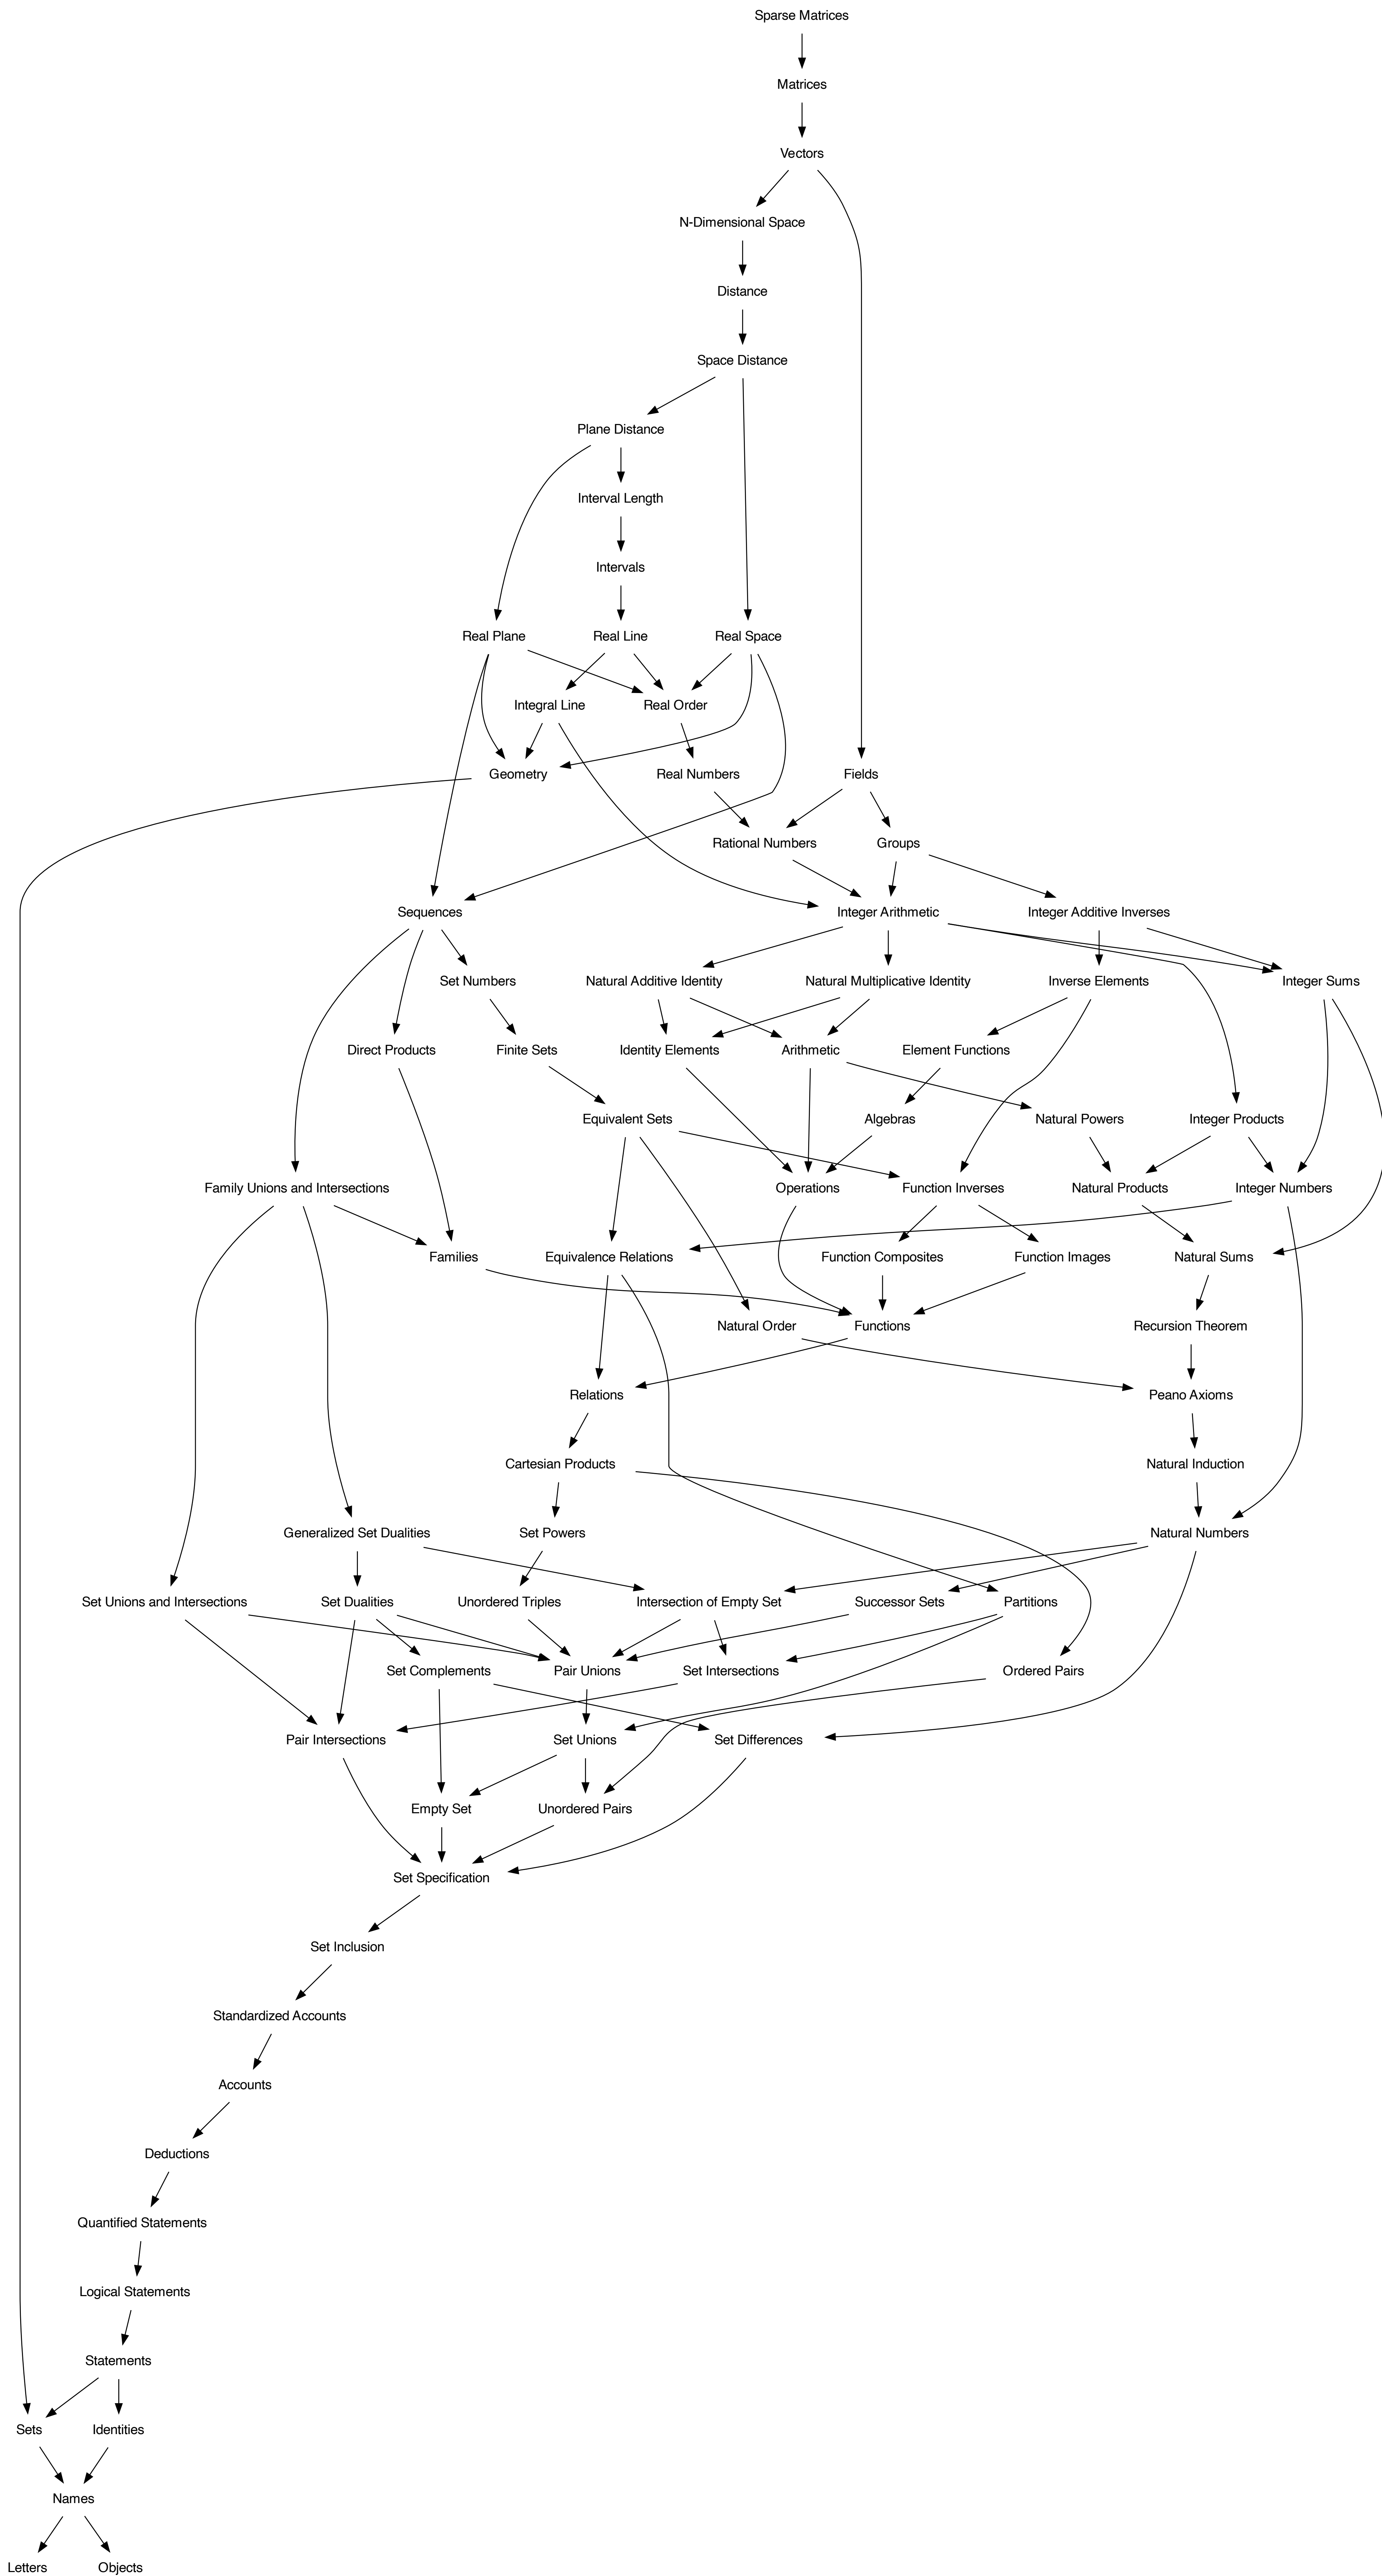 Sparse Matrices
Matrices
Vectors
N-Dimensional Space
Distance
Space Distance
Plane Distance
Interval Length
Intervals
Real Plane
Real Line
Real Space
Integral Line
Real Order
Geometry
Real Numbers
Fields
Rational Numbers
Groups
Sequences
Integer Arithmetic
Integer Additive Inverses
Set Numbers
Natural Additive Identity
Natural Multiplicative Identity
Inverse Elements
Integer Sums
Direct Products
Finite Sets
Identity Elements
Arithmetic
Element Functions
Equivalent Sets
Algebras
Natural Powers
Integer Products
Family Unions and Intersections
Operations
Function Inverses
Natural Products
Integer Numbers
Families
Equivalence Relations
Function Composites
Function Images
Natural Sums
Natural Order
Functions
Recursion Theorem
Relations
Peano Axioms
Cartesian Products
Natural Induction
Generalized Set Dualities
Set Powers
Natural Numbers
Set Unions and Intersections
Set Dualities
Unordered Triples
Intersection of Empty Set
Successor Sets
Partitions
Set Complements
Pair Unions
Set Intersections
Ordered Pairs
Pair Intersections
Set Unions
Set Differences
Empty Set
Unordered Pairs
Set Specification
Set Inclusion
Standardized Accounts
Accounts
Deductions
Quantified Statements
Logical Statements
Statements
Sets
Identities
Names
Letters
Objects